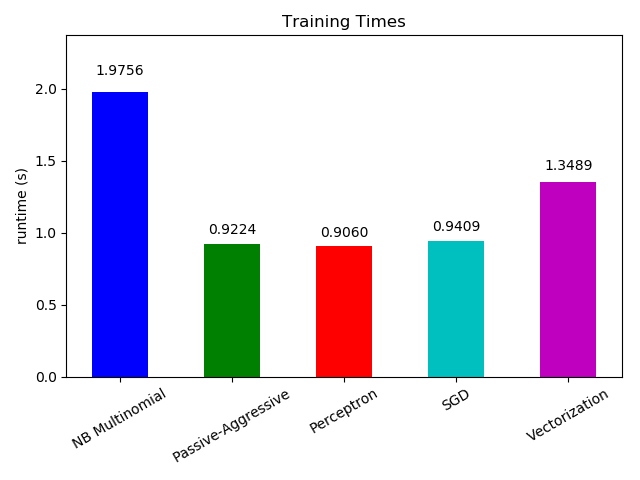 Training Times
runtime (s)
2.0
1.5
1.0
0.5
0.0
1.9756
0.9224
0.9060
0.9409
1.3489
NB Multinomial
Passive-Aggressive
Perceptron
SGD
Vectorization